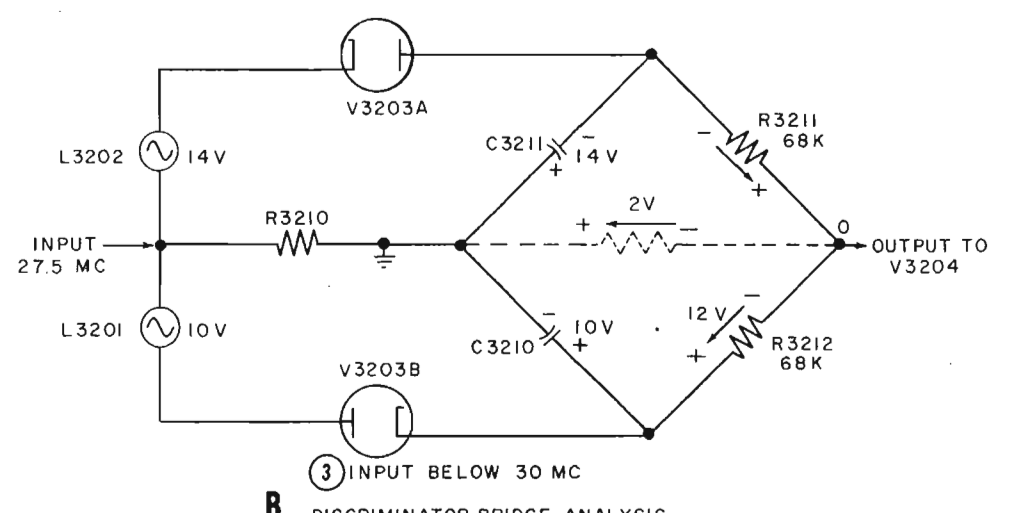 V3203A
L3202
14V
C3211
-
14V
+
R3211
68K
-
+
R3210
2V
+
-
O
INPUT
27.5 MC
OUTPUT TO
V3204
L3201
10V
C3210
-
10V
+
12V
-
+
R3212
68K
V3203B
3 INPUT BELOW 30 MC